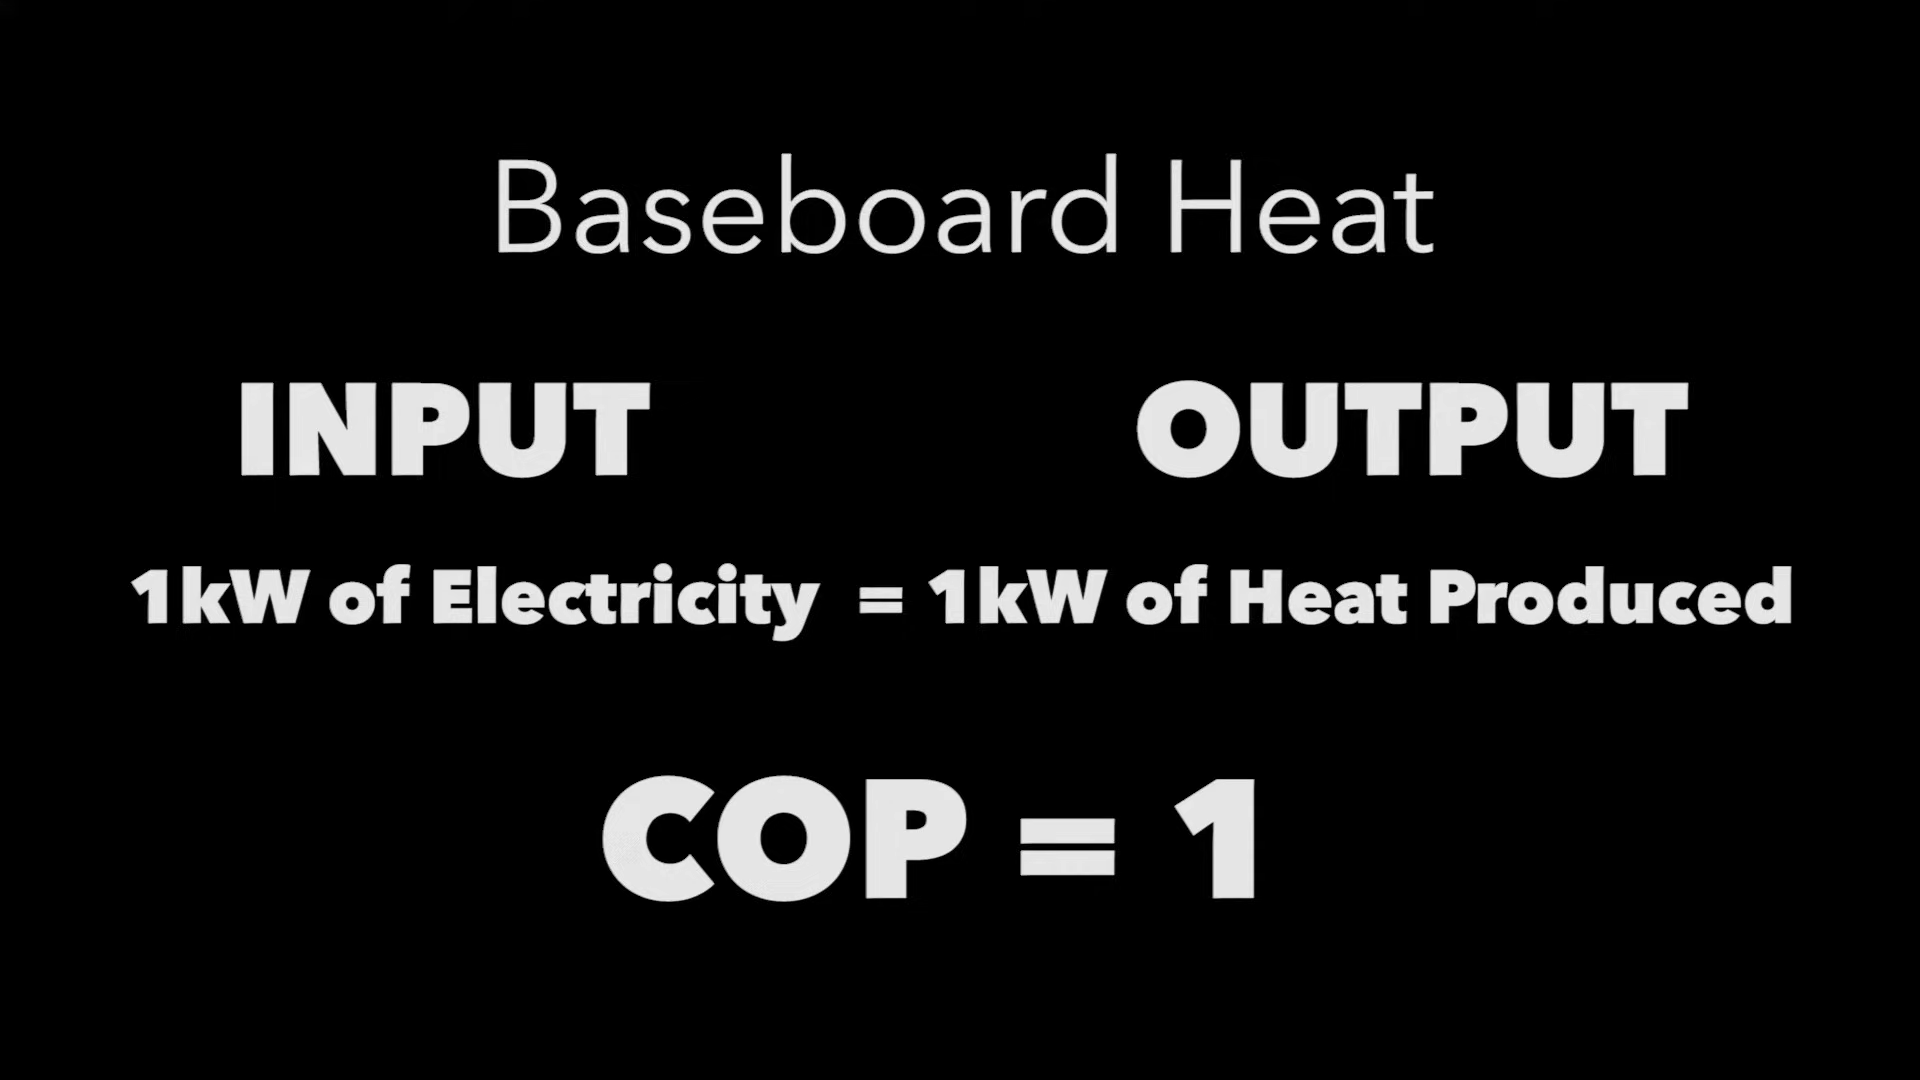 Baseboard Heat
INPUT OUTPUT
1kW of Electricity = 1kW of Heat Produced
COP = 1